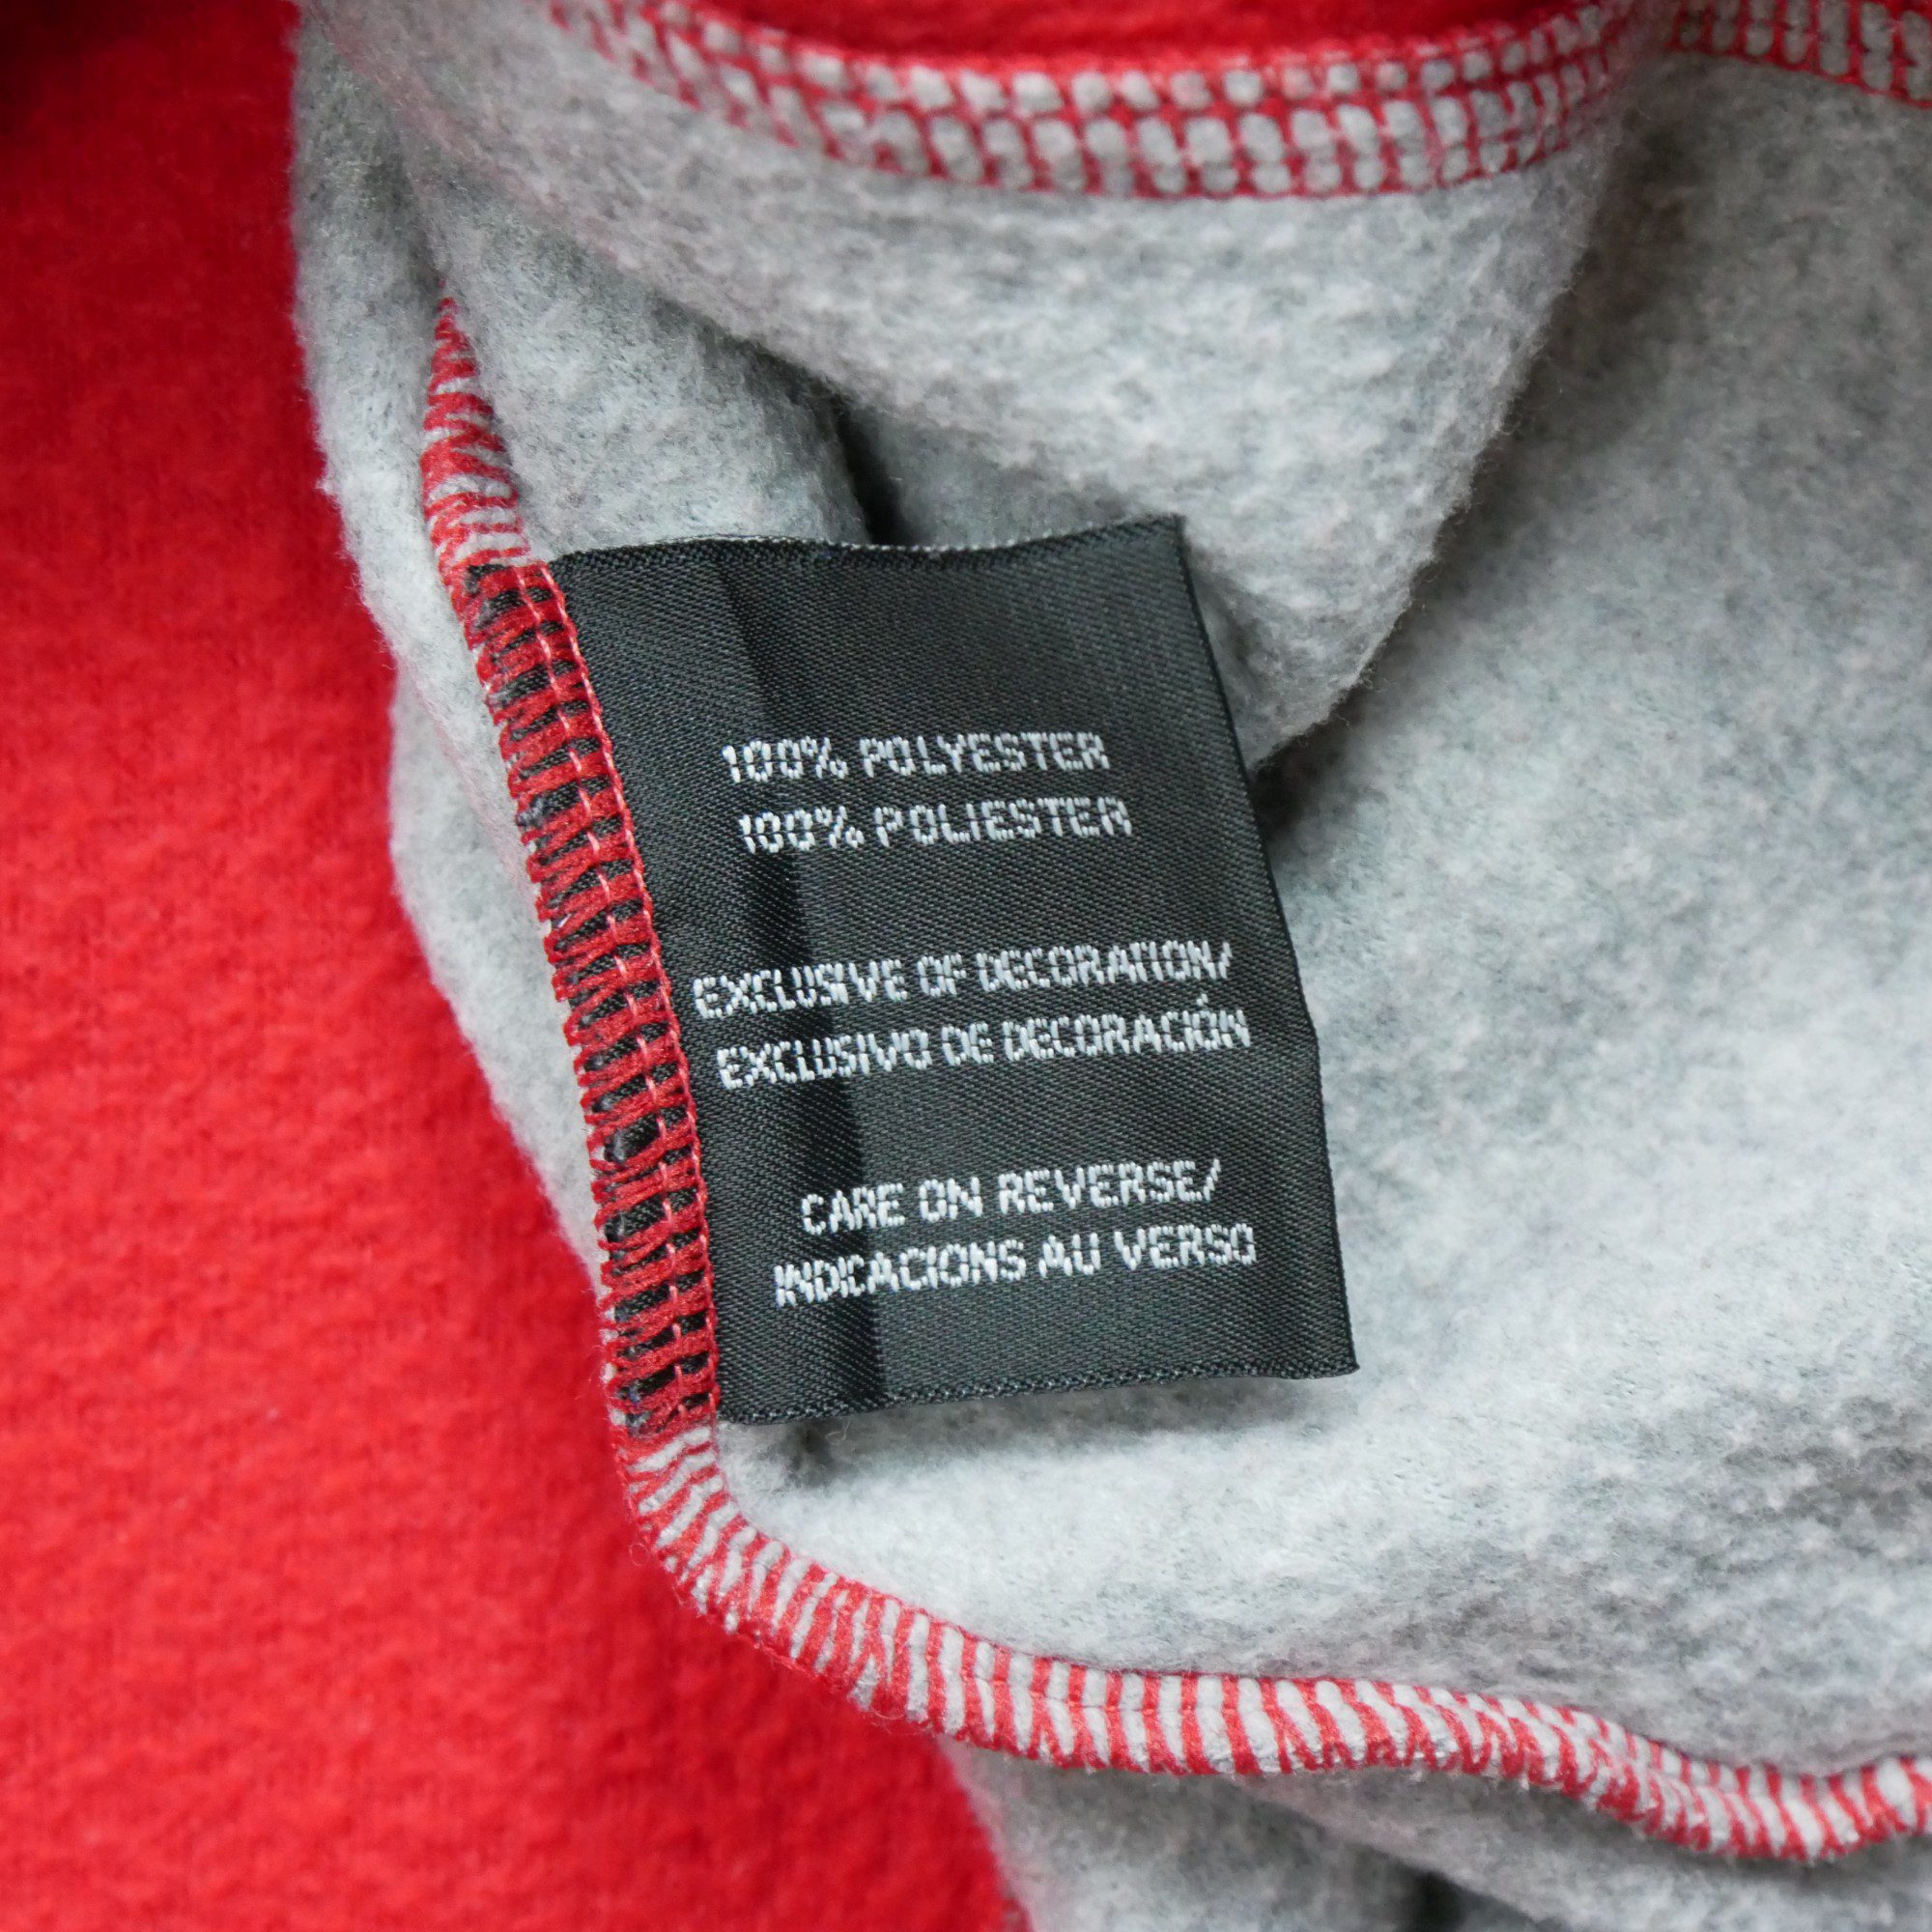 100% POLYESTER
100% POLIESTER
EXCLUSIVE OF DECORATION/
EXCLUSIVO DE DECORACIÓN
CARE ON REVERSE/
INDICACIONS AU VERSO